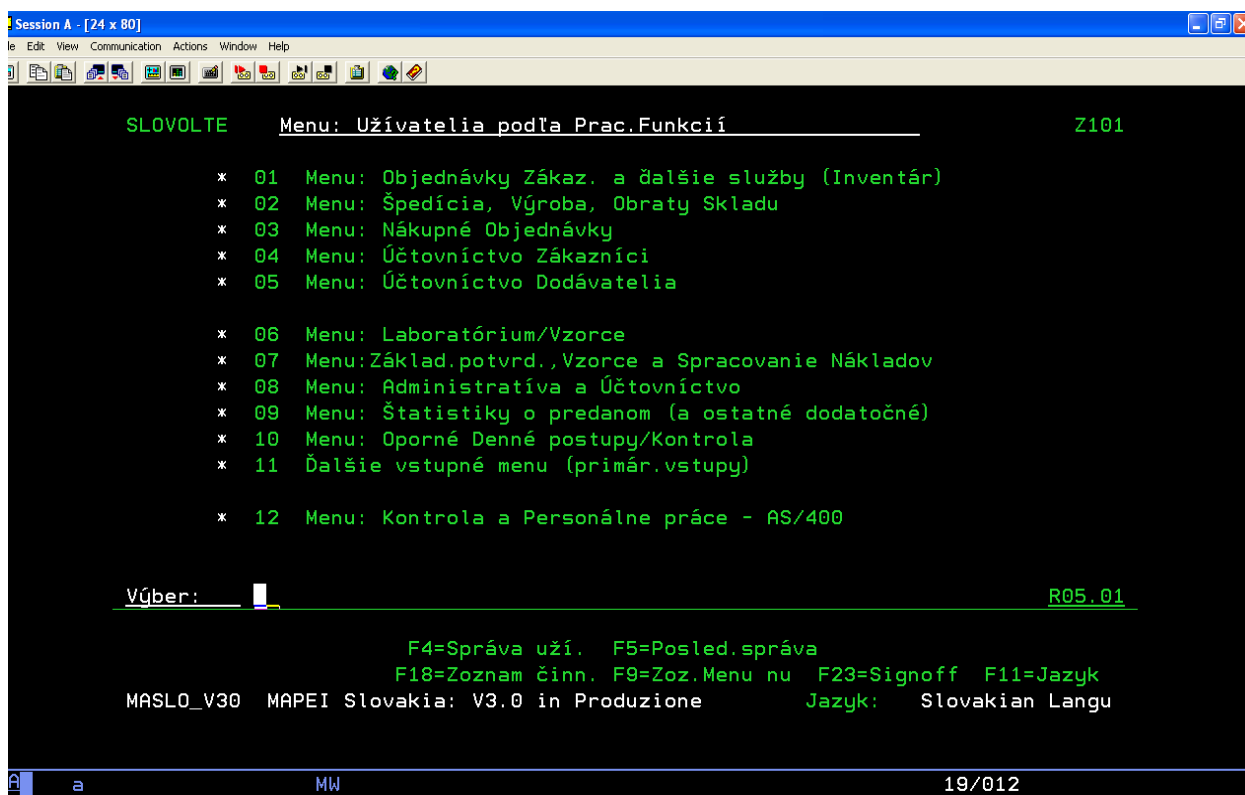 Session A - [24 x 80]
Edit View Communication Actions Window Help
SLOVOLTE Menu: Užívatelia podľa Prac.Funkcií Z101
* 01 Menu: Objednávky Zákaz. a ďalšie služby (Inventár)
* 02 Menu: Špedícia, Výroba, Obraty Skladu
* 03 Menu: Nákupné Objednávky
* 04 Menu: Účtovníctvo Zákazníci
* 05 Menu: Účtovníctvo Dodávatelia
* 06 Menu: Laboratórium/Vzorce
* 07 Menu:Základ.potvrd.,Vzorce a Spracovanie Nákladov
* 08 Menu: Administratíva a Účtovníctvo
* 09 Menu: Štatistiky o predanom (a ostatné dodatočné)
* 10 Menu: Oporné Denné postupy/Kontrola
* 11 Ďalšie vstupné menu (primár.vstupy)
* 12 Menu: Kontrola a Personálne práce - AS/400
Výber: R05.01
F4=Správa uží. F5=Posled.správa
F18=Zoznam činn. F9=Zoz.Menu nu F23=Signoff F11=Jazyk
MASLO_V30 MAPEI Slovakia: V3.0 in Produzione Jazyk: Slovakian Langu
A a MW 19/012